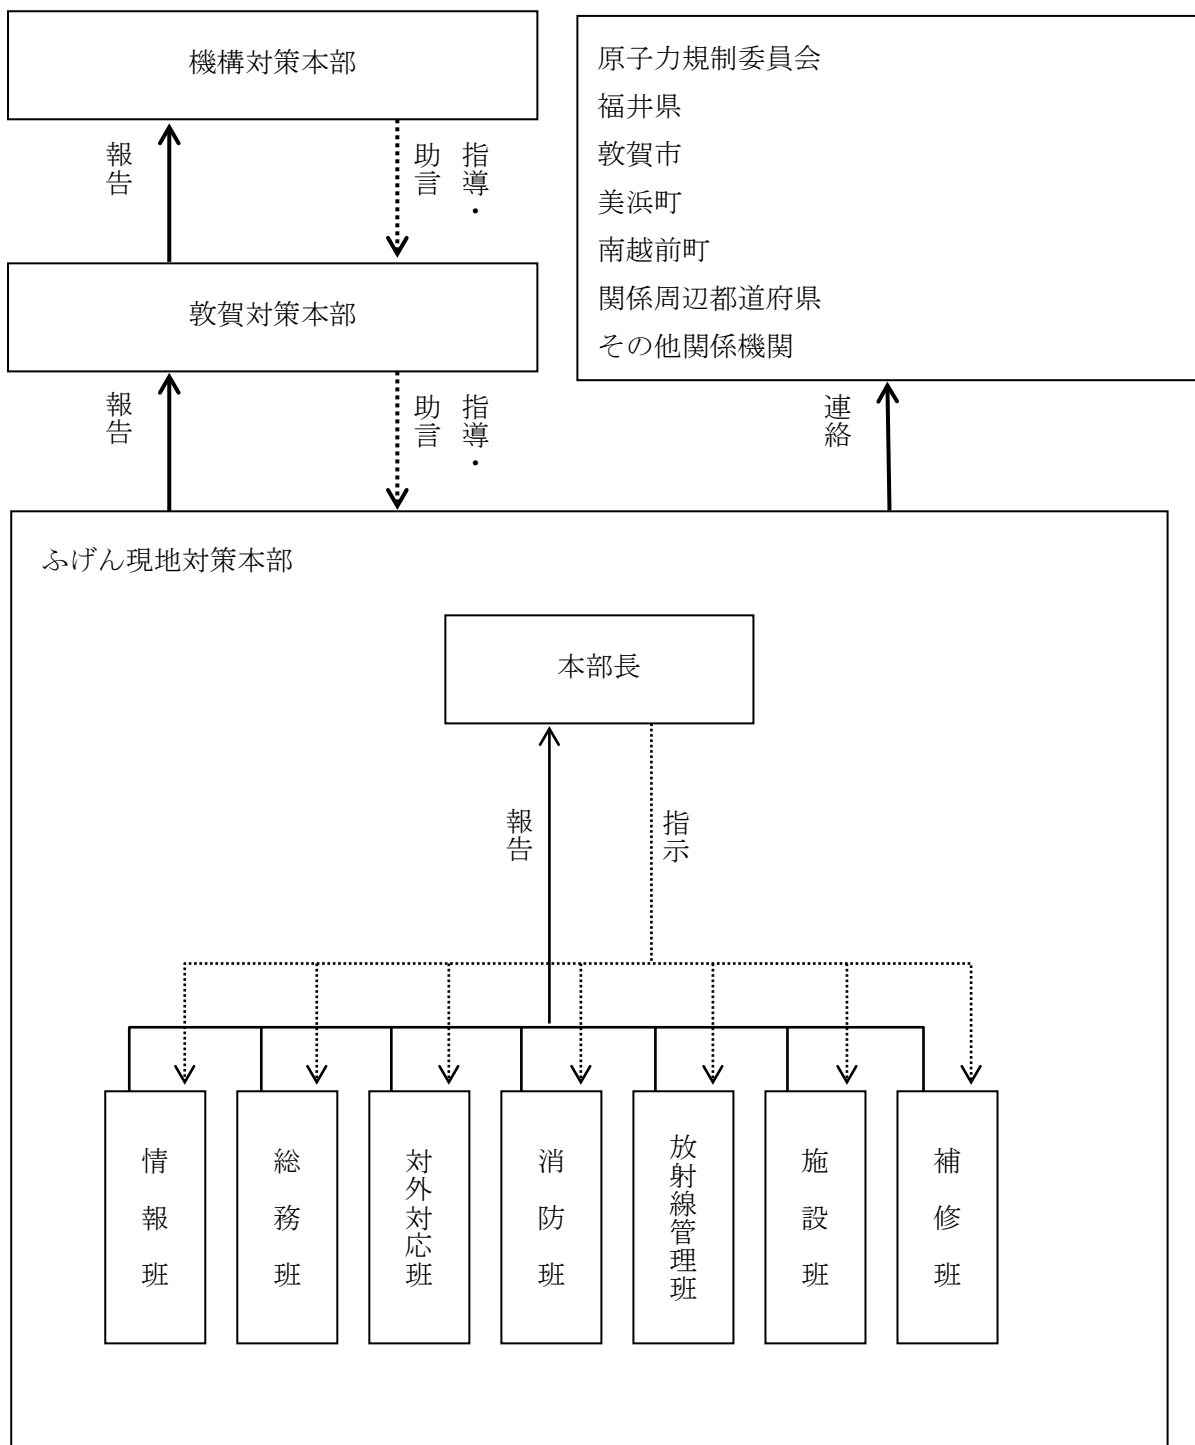 機構対策本部
原子力規制委員会
福井県
敦賀市
美浜町
南越前町
関係周辺都道府県
その他関係機関
報告
指導・
助言
敦賀対策本部
報告
指導・
助言
連絡
ふげん現地対策本部
本部長
報告
指示
情報班
総務班
対外対応班
消防班
放射線管理班
施設班
補修班